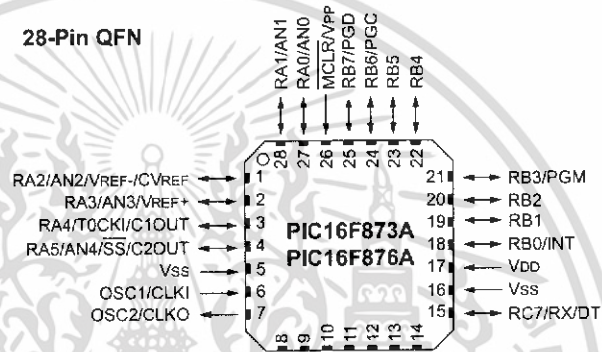 28-Pin QFN
RA1/AN1
RA0/AN0
MCLR/VPP
RB7/PGD
RB6/PGC
RB5
RB4
28 27 26 25 24 23 22
RA2/AN2/VREF-/CVREF 1
RA3/AN3/VREF+ 2
RA4/T0CKI/C1OUT 3
RA5/AN4/SS/C2OUT 4
VSS 5
OSC1/CLKI 6
OSC2/CLKO 7
PIC16F873A
PIC16F876A
21 RB3/PGM
20 RB2
19 RB1
18 RB0/INT
17 VDD
16 VSS
15 RC7/RX/DT
8 9 10 11 12 13 14